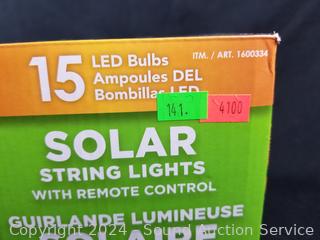 ITM. / ART. 1600334
15 LED Bulbs
Ampoules DEL
Bombillas LED
141.
4100
SOLAR
STRING LIGHTS
WITH REMOTE CONTROL
GUIRLANDE LUMINEUSE
SOLAIRE
Copyright 2024 Sound Auction Service